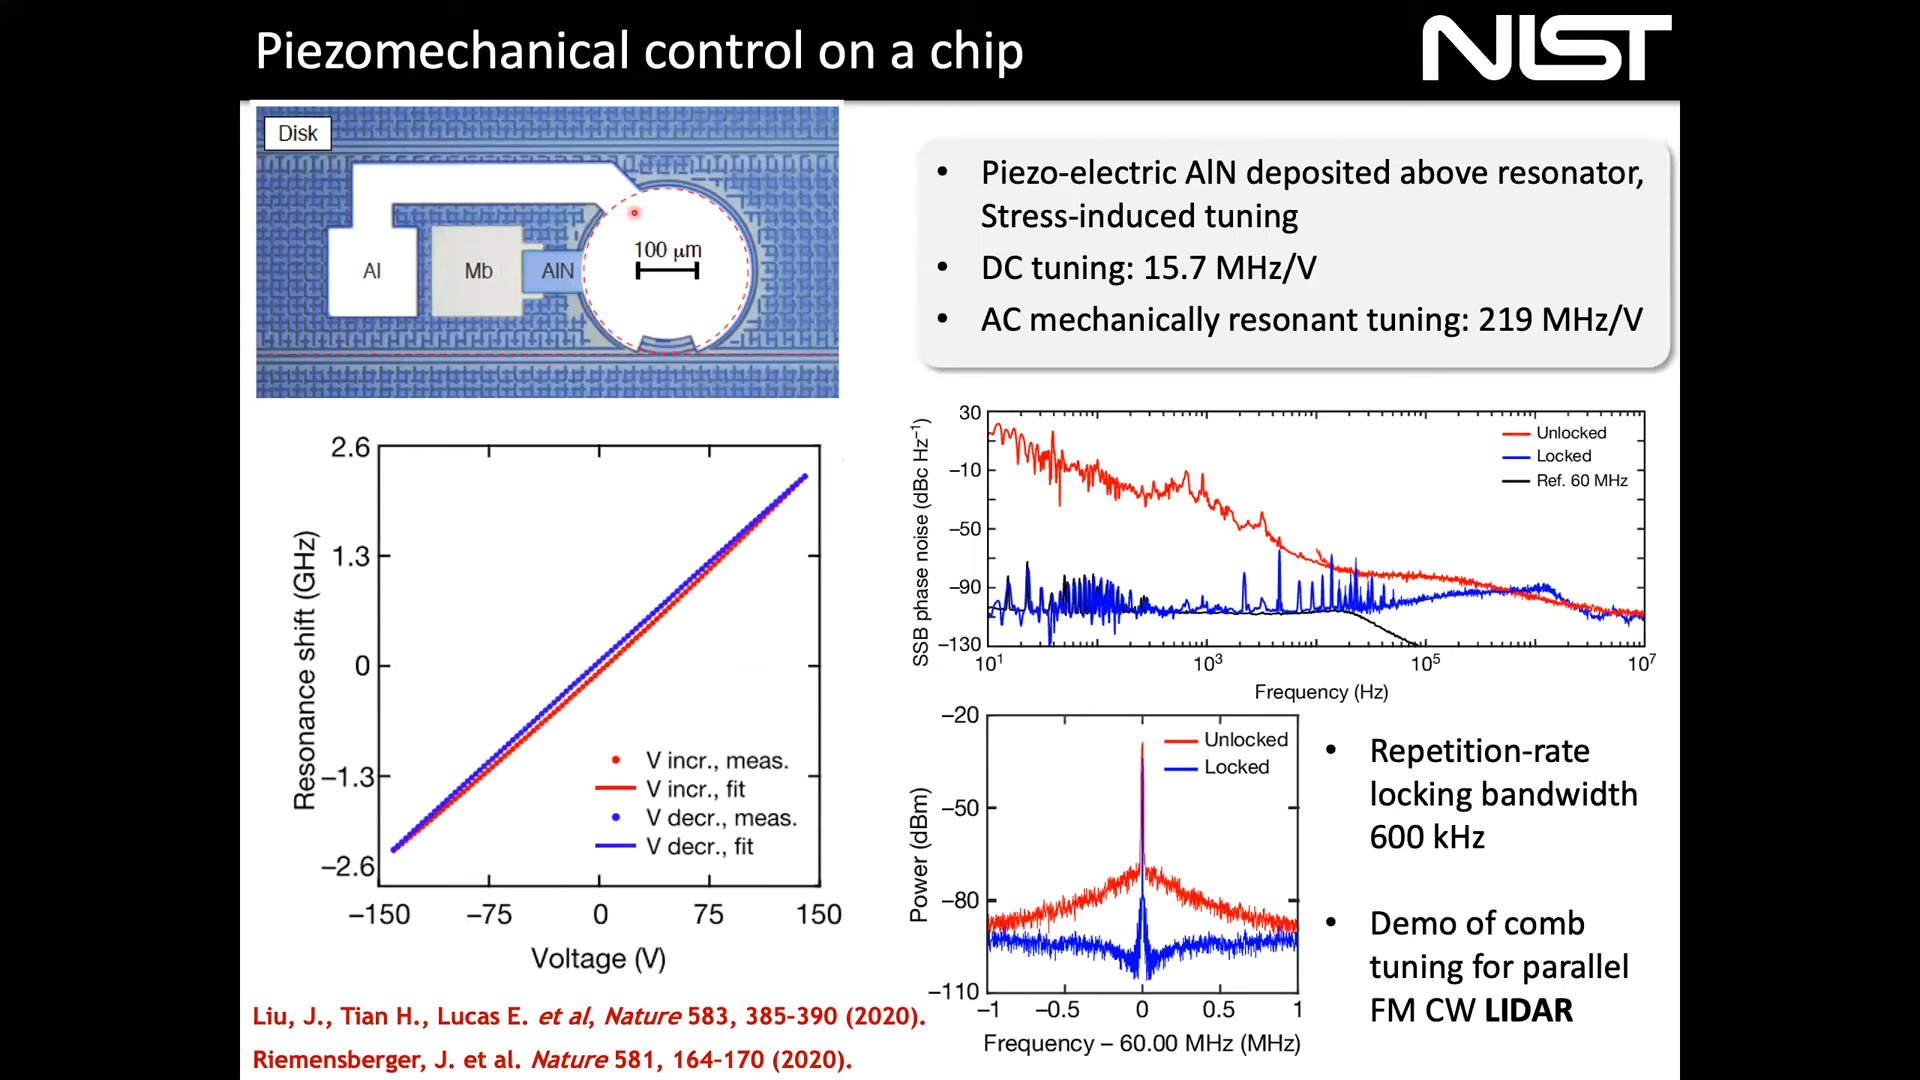 Piezomechanical control on a chip
NIST
Disk
Al
Mb
AlN
100 μm
• Piezo-electric AlN deposited above resonator,
Stress-induced tuning
• DC tuning: 15.7 MHz/V
• AC mechanically resonant tuning: 219 MHz/V
2.6
1.3
0
−1.3
−2.6
Resonance shift (GHz)
V incr., meas.
V incr., fit
V decr., meas.
V decr., fit
−150 −75 0 75 150
Voltage (V)
30
−10
−50
−90
−130
SSB phase noise (dBc Hz⁻¹)
Unlocked
Locked
Ref. 60 MHz
10¹ 10³ 10⁵ 10⁷
Frequency (Hz)
−20
−50
−80
−110
Power (dBm)
Unlocked
Locked
−1 −0.5 0 0.5 1
Frequency – 60.00 MHz (MHz)
• Repetition-rate
locking bandwidth
600 kHz
• Demo of comb
tuning for parallel
FM CW LIDAR
Liu, J., Tian H., Lucas E. et al, Nature 583, 385–390 (2020).
Riemensberger, J. et al. Nature 581, 164–170 (2020).